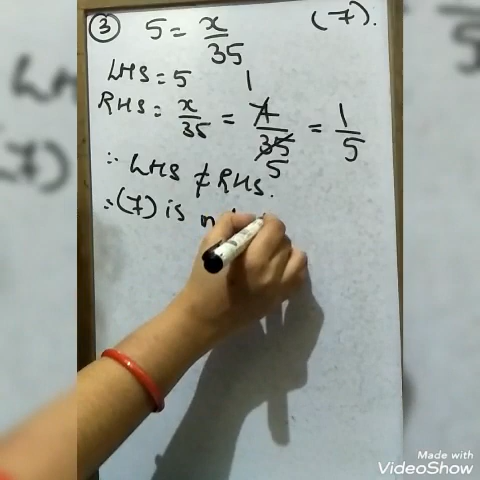 ③ 5 = x/35 (7).
LHS = 5
RHS = x/35 = 7/35 = 1/5
∵ LHS ≠ RHS.
∴ (7) is
Made with
VideoShow